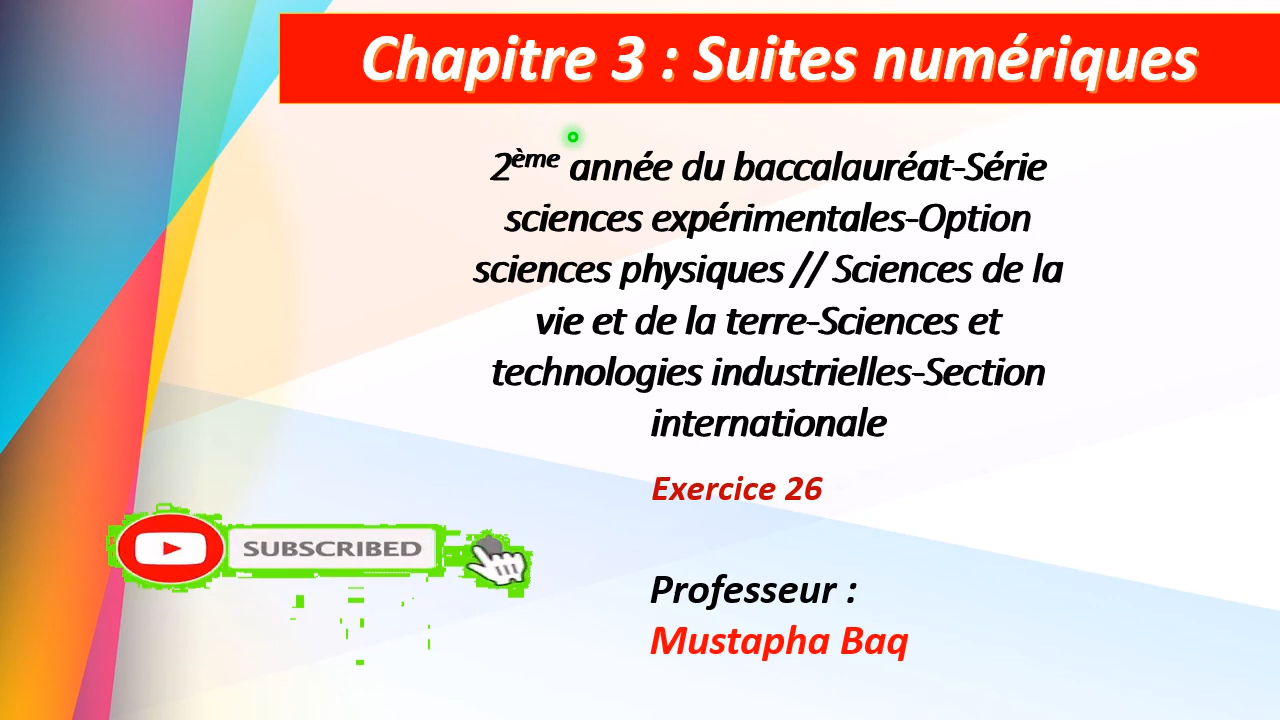 Chapitre 3 : Suites numériques
2ème année du baccalauréat-Série
sciences expérimentales-Option
sciences physiques // Sciences de la
vie et de la terre-Sciences et
technologies industrielles-Section
internationale
Exercice 26
SUBSCRIBED
Professeur :
Mustapha Baq